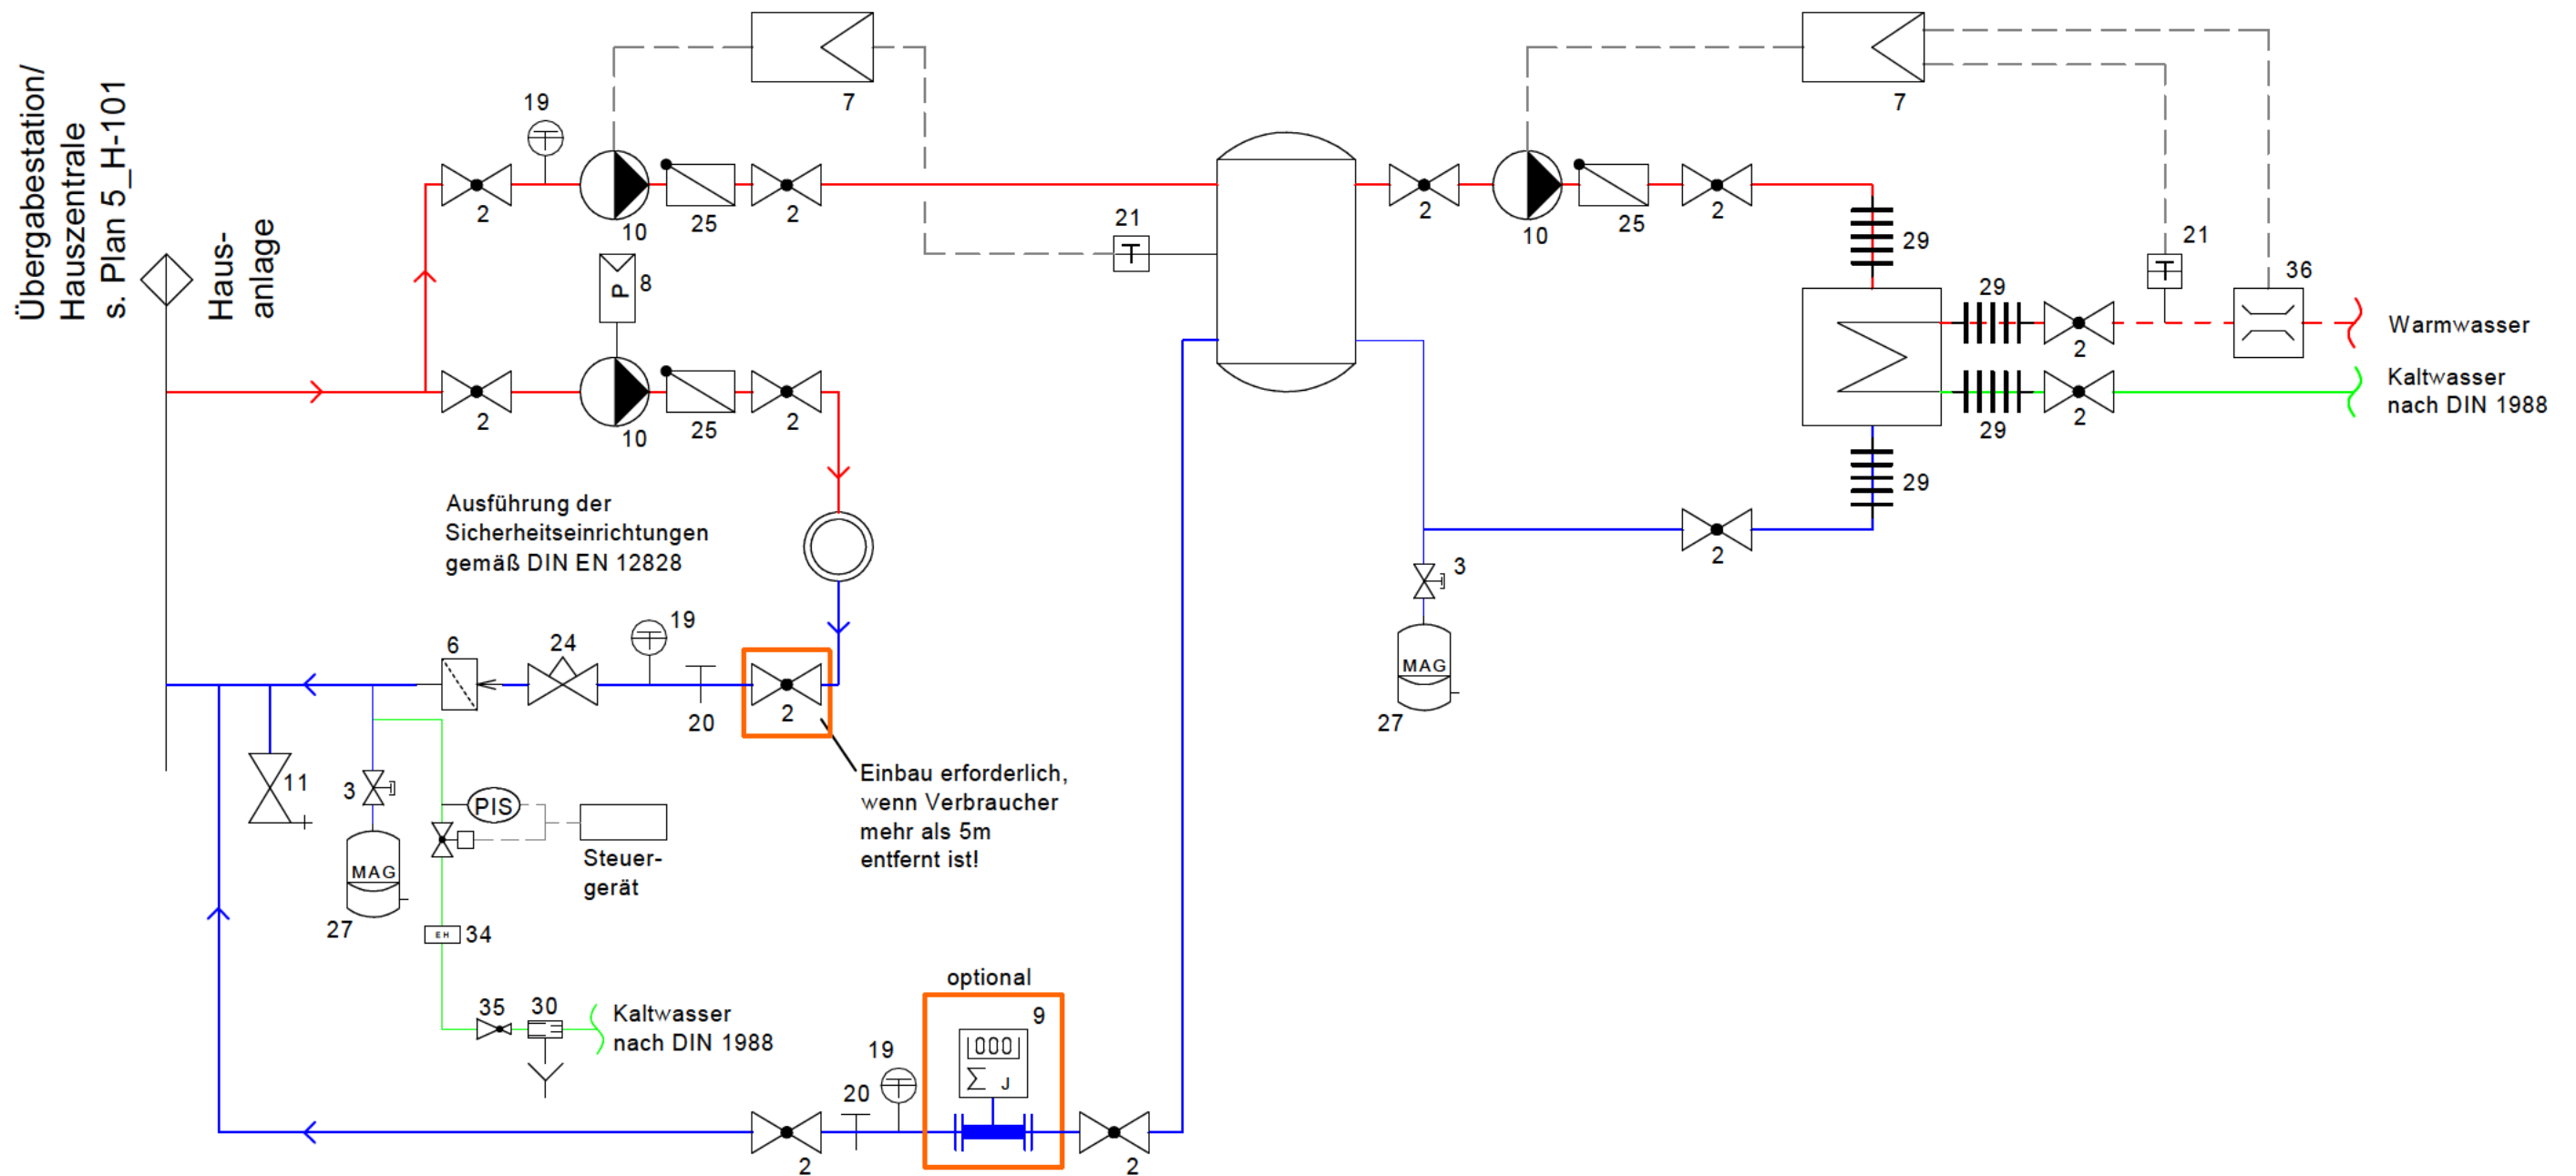 Übergabestation/
Hauszentrale
s. Plan 5_H-101
Haus-
anlage
7
7
19
2
10
25
2
21
2
10
25
2
29
21
36
8
P
T
T
29
2
Warmwasser
2
10
25
2
29
2
Kaltwasser
nach DIN 1988
29
Ausführung der
Sicherheitseinrichtungen
gemäß DIN EN 12828
2
3
MAG
27
6
24
19
20
2
Einbau erforderlich,
wenn Verbraucher
mehr als 5m
entfernt ist!
11
3
PIS
Steuer-
gerät
MAG
27
EH
34
35
30
Kaltwasser
nach DIN 1988
optional
9
000
Σ J
19
20
2
2